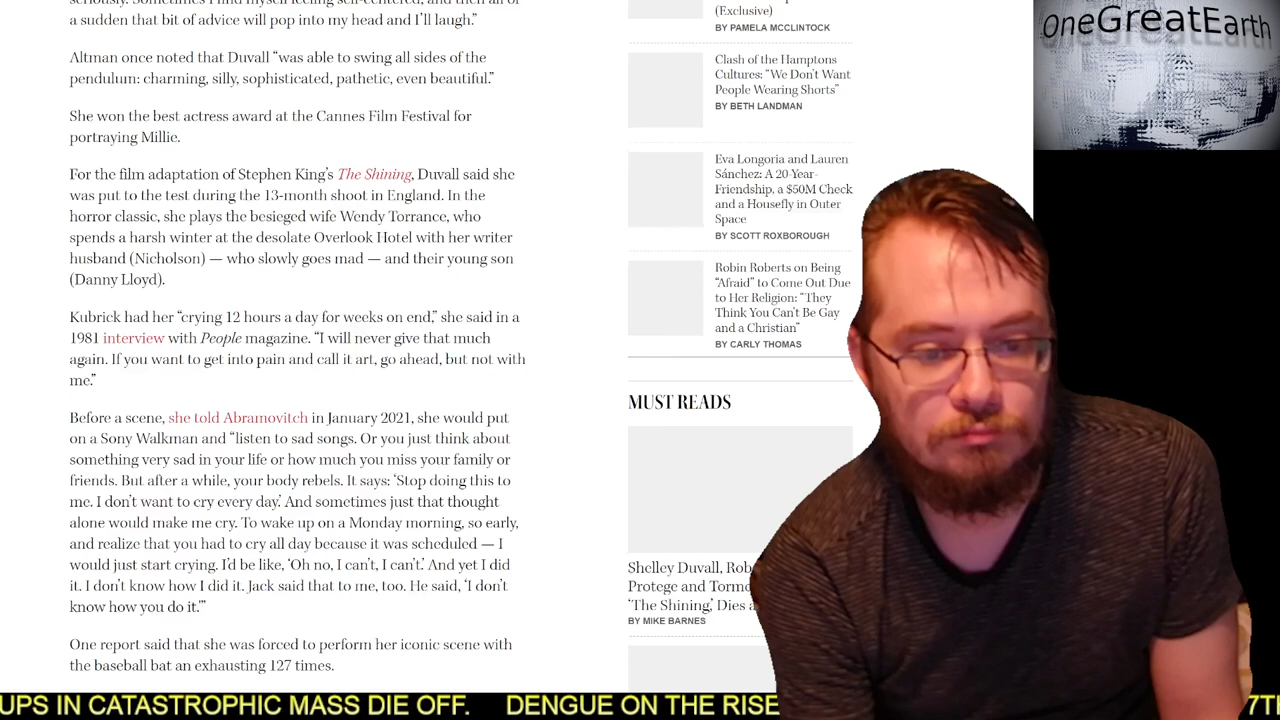 seriously. Sometimes I find myself feeling self-centered, and then all of
a sudden that bit of advice will pop into my head and I'll laugh.”
Altman once noted that Duvall “was able to swing all sides of the
pendulum: charming, silly, sophisticated, pathetic, even beautiful.”
She won the best actress award at the Cannes Film Festival for
portraying Millie.
For the film adaptation of Stephen King's The Shining, Duvall said she
was put to the test during the 13-month shoot in England. In the
horror classic, she plays the besieged wife Wendy Torrance, who
spends a harsh winter at the desolate Overlook Hotel with her writer
husband (Nicholson) — who slowly goes mad — and their young son
(Danny Lloyd).
Kubrick had her “crying 12 hours a day for weeks on end,” she said in a
1981 interview with People magazine. “I will never give that much
again. If you want to get into pain and call it art, go ahead, but not with
me.”
Before a scene, she told Abramovitch in January 2021, she would put
on a Sony Walkman and “listen to sad songs. Or you just think about
something very sad in your life or how much you miss your family or
friends. But after a while, your body rebels. It says: ‘Stop doing this to
me. I don't want to cry every day.’ And sometimes just that thought
alone would make me cry. To wake up on a Monday morning, so early,
and realize that you had to cry all day because it was scheduled — I
would just start crying. I'd be like, ‘Oh no, I can't, I can't.’ And yet I did
it. I don't know how I did it. Jack said that to me, too. He said, ‘I don't
know how you do it.’”
One report said that she was forced to perform her iconic scene with
the baseball bat an exhausting 127 times.
(Exclusive)
BY PAMELA MCCLINTOCK
Clash of the Hamptons
Cultures: “We Don't Want
People Wearing Shorts”
BY BETH LANDMAN
Eva Longoria and Lauren
Sánchez: A 20-Year-
Friendship, a $50M Check
and a Housefly in Outer
Space
BY SCOTT ROXBOROUGH
Robin Roberts on Being
“Afraid” to Come Out Due
to Her Religion: “They
Think You Can't Be Gay
and a Christian”
BY CARLY THOMAS
MUST READS
Shelley Duvall, Rob
Protege and Torm
‘The Shining,’ Dies
BY MIKE BARNES
OneGreatEarth
UPS IN CATASTROPHIC MASS DIE OFF. DENGUE ON THE RISE